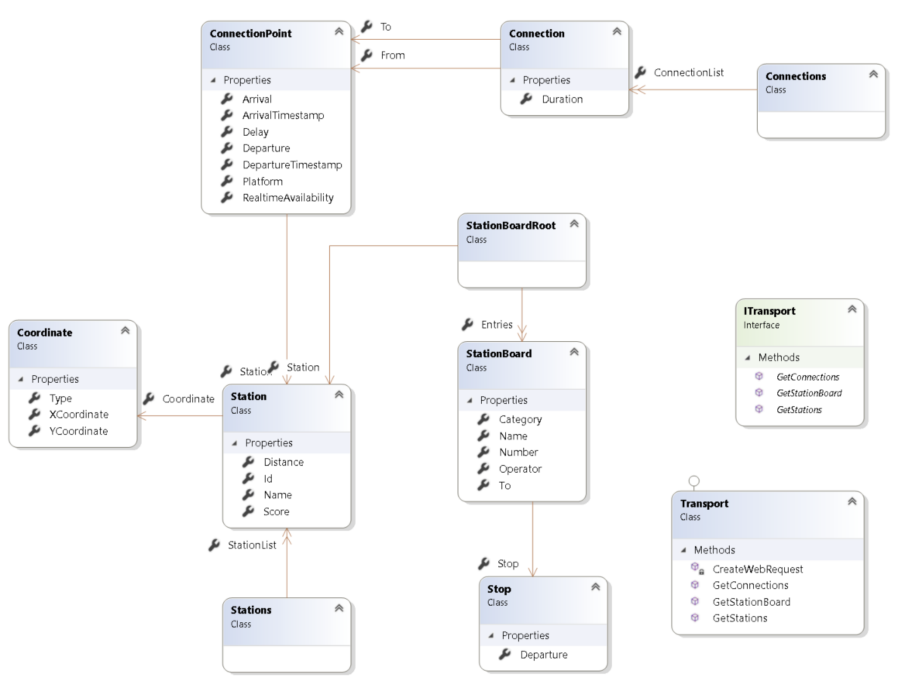 ConnectionPoint
Class
Properties
Arrival
ArrivalTimestamp
Delay
Departure
DepartureTimestamp
Platform
RealtimeAvailability
To
From
Connection
Class
Properties
Duration
ConnectionList
Connections
Class
StationBoardRoot
Class
Entries
StationBoard
Class
Properties
Category
Name
Number
Operator
To
ITransport
Interface
Methods
GetConnections
GetStationBoard
GetStations
Coordinate
Class
Properties
Type
XCoordinate
YCoordinate
Coordinate
Station
Station
Station
Class
Properties
Distance
Id
Name
Score
StationList
Stations
Class
Stop
Stop
Class
Properties
Departure
Transport
Class
Methods
CreateWebRequest
GetConnections
GetStationBoard
GetStations